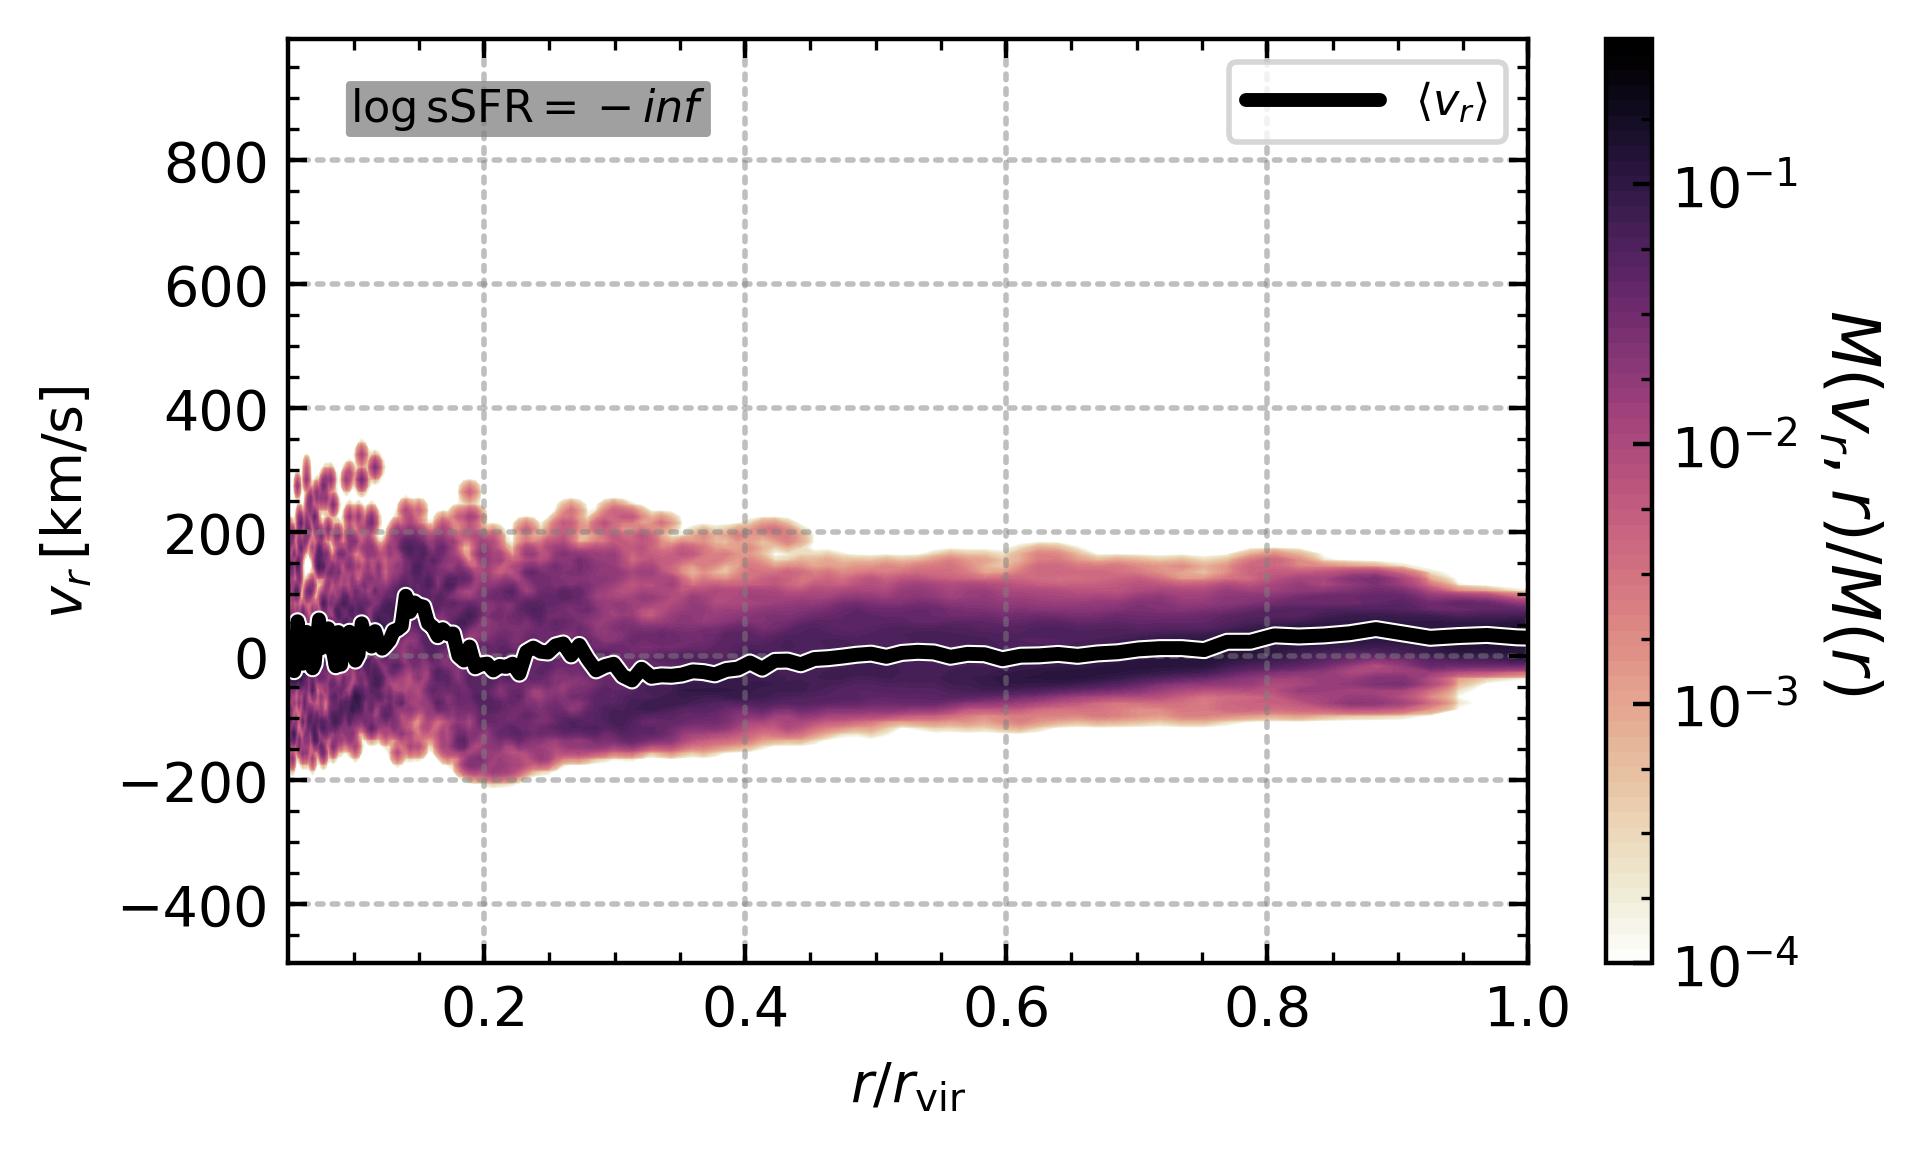 log sSFR = −inf
⟨v_r⟩
800
600
400
200
0
−200
−400
v_r [km/s]
0.2 0.4 0.6 0.8 1.0
r/r_vir
10⁻¹
10⁻²
10⁻³
10⁻⁴
M(v_r, r)/M(r)